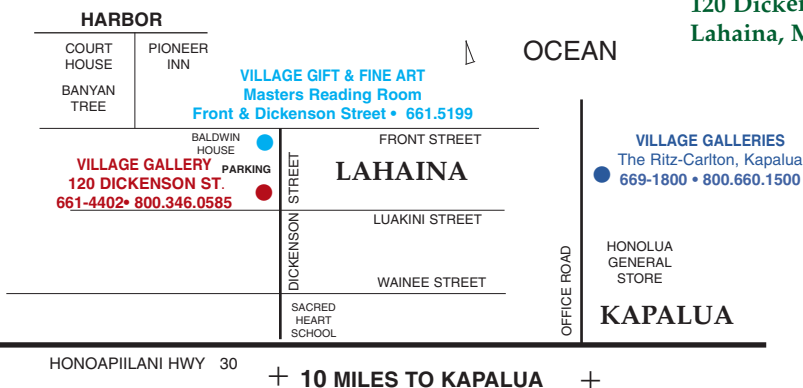 HARBOR
COURT
HOUSE
BANYAN
TREE
PIONEER
INN
OCEAN
120
Lahaina,
VILLAGE GIFT & FINE ART
Masters Reading Room
Front & Dickenson Street • 661.5199
BALDWIN
HOUSE
FRONT STREET
VILLAGE GALLERY
PARKING
120 DICKENSON ST.
661-4402• 800.346.0585
DICKENSON STREET
LAHAINA
VILLAGE GALLERIES
The Ritz-Carlton, Kapalua
669-1800 • 800.660.1500
LUAKINI STREET
WAINEE STREET
SACRED
HEART
SCHOOL
OFFICE ROAD
HONOLUA
GENERAL
STORE
KAPALUA
HONOAPIILANI HWY 30
10 MILES TO KAPALUA